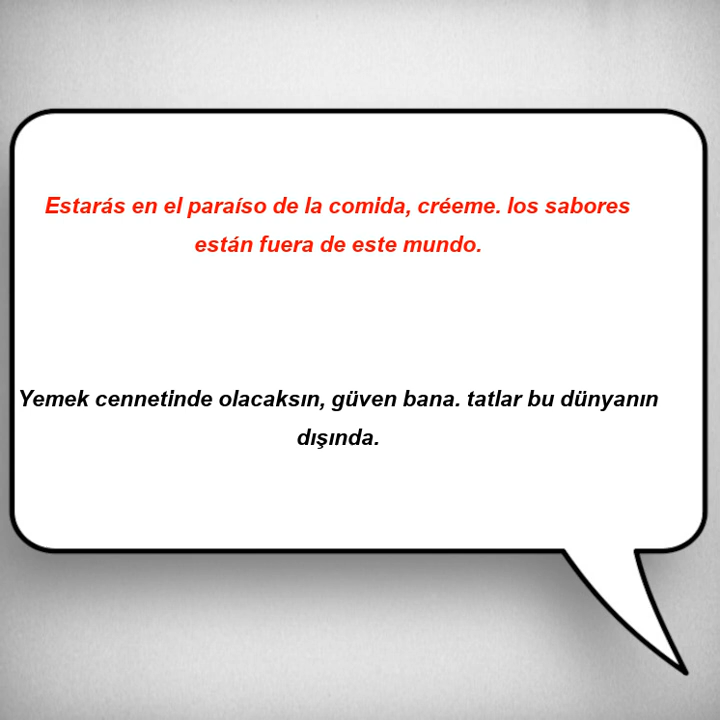 Estarás en el paraíso de la comida, créeme. los sabores
están fuera de este mundo.
Yemek cennetinde olacaksın, güven bana. tatlar bu dünyanın
dışında.